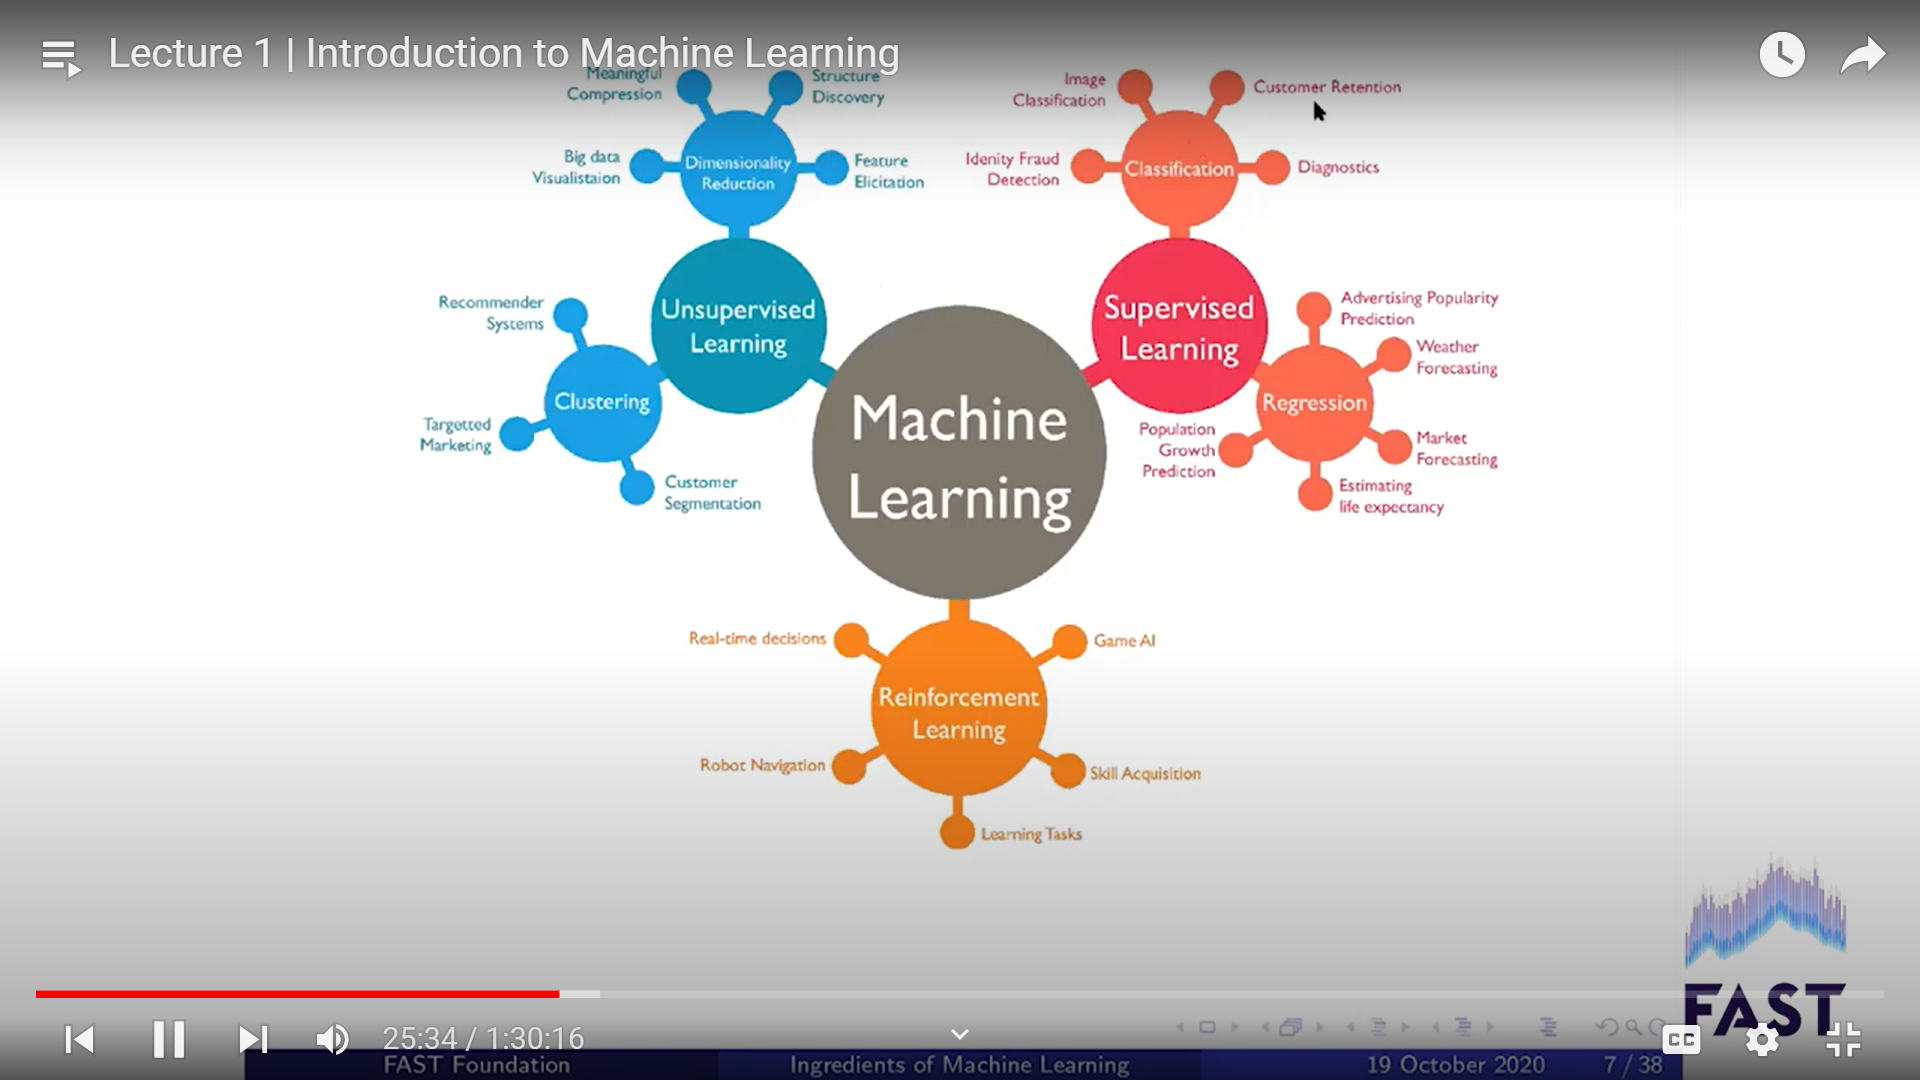 Lecture 1 | Introduction to Machine Learning
Meaningful
Compression
Structure
Discovery
Big data
Visualistaion
Dimensionality
Reduction
Feature
Elicitation
Image
Classification
Customer Retention
Idenity Fraud
Detection
Classification
Diagnostics
Recommender
Systems
Unsupervised
Learning
Clustering
Targetted
Marketing
Customer
Segmentation
Machine
Learning
Supervised
Learning
Advertising Popularity
Prediction
Weather
Forecasting
Regression
Population
Growth
Prediction
Market
Forecasting
Estimating
life expectancy
Real-time decisions
Game AI
Reinforcement
Learning
Robot Navigation
Skill Acquisition
Learning Tasks
FAST
25:34 / 1:30:16
CC
FAST Foundation
Ingredients of Machine Learning
19 October 2020
7 / 38